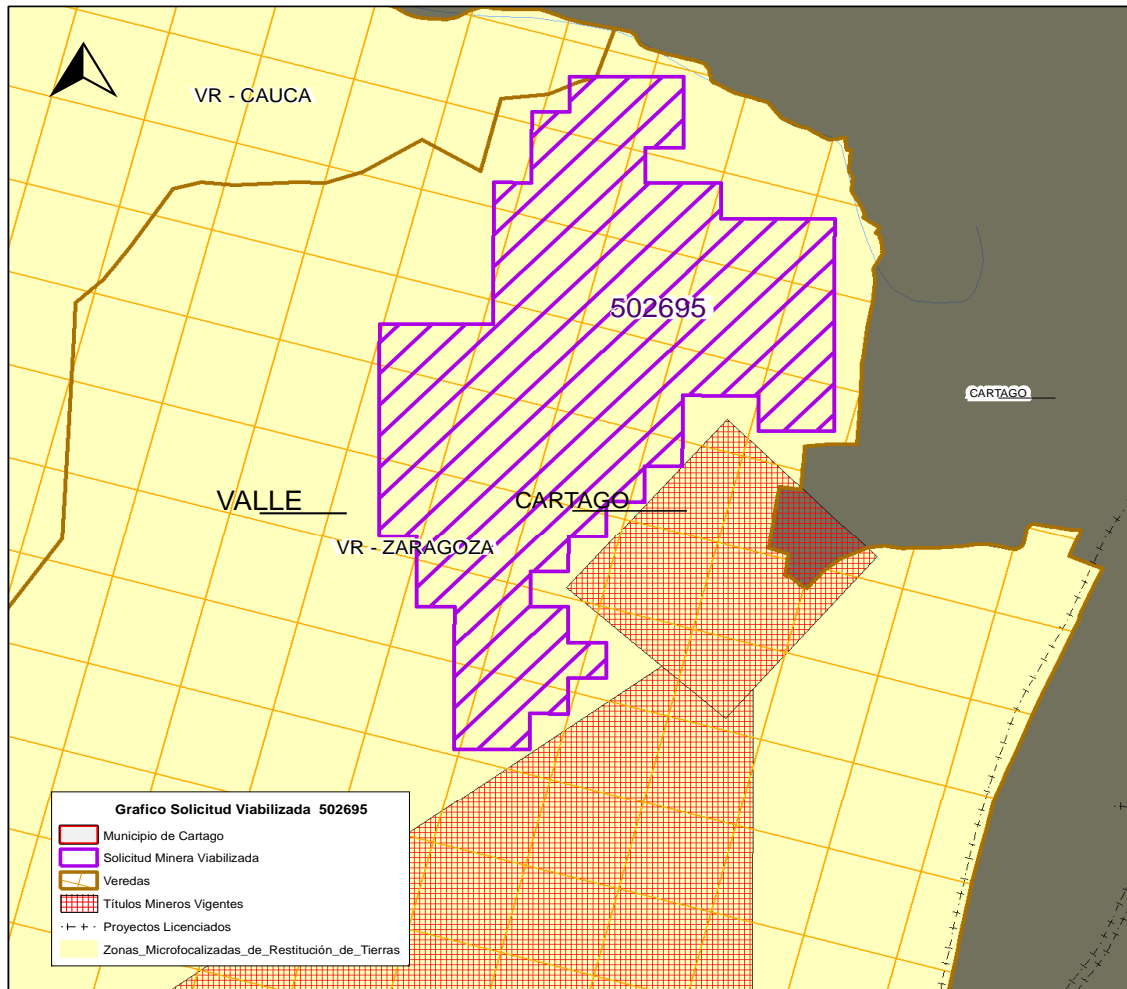 VR - CAUCA
502695
CARTAGO
VALLE
CARTAGO
VR - ZARAGOZA
Grafico Solicitud Viabilizada 502695
Municipio de Cartago
Solicitud Minera Viabilizada
Veredas
Títulos Mineros Vigentes
Proyectos Licenciados
Zonas_Microfocalizadas_de_Restitución_de_Tierras